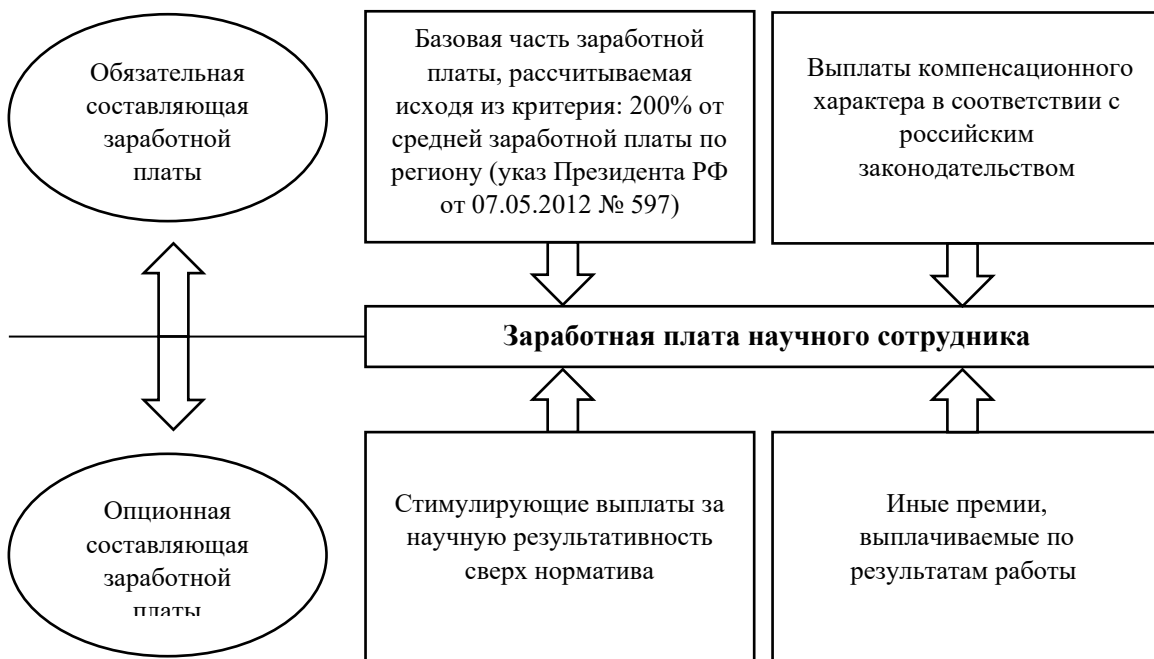 Обязательная
составляющая
заработной
платы
Базовая часть заработной
платы, рассчитываемая
исходя из критерия: 200% от
средней заработной платы по
региону (указ Президента РФ
от 07.05.2012 № 597)
Выплаты компенсационного
характера в соответствии с
российским
законодательством
Заработная плата научного сотрудника
Опционная
составляющая
заработной
платы
Стимулирующие выплаты за
научную результативность
сверх норматива
Иные премии,
выплачиваемые по
результатам работы